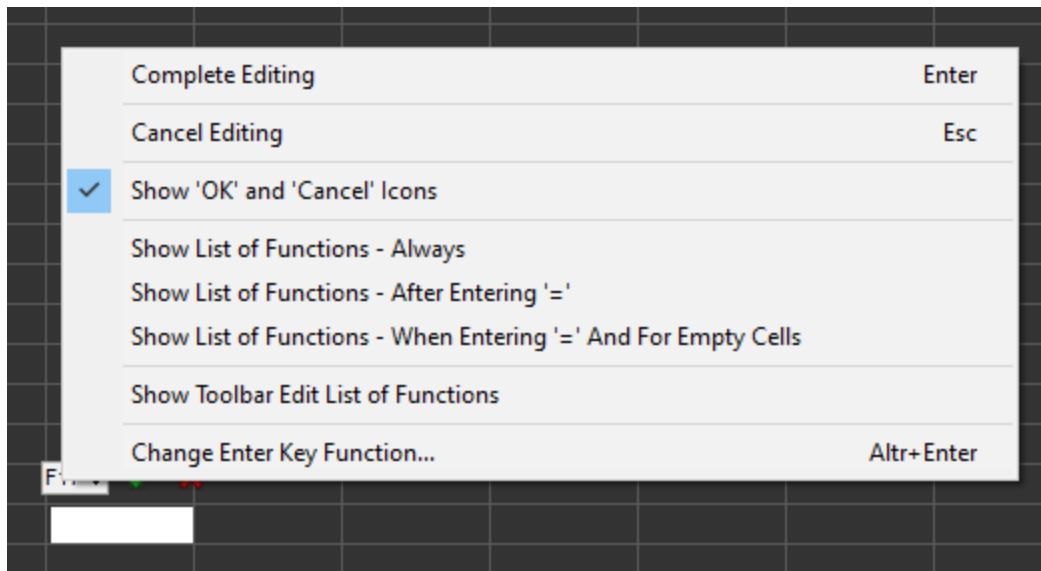 Complete Editing Enter
Cancel Editing Esc
Show 'OK' and 'Cancel' Icons
Show List of Functions - Always
Show List of Functions - After Entering '='
Show List of Functions - When Entering '=' And For Empty Cells
Show Toolbar Edit List of Functions
Change Enter Key Function... Altr+Enter